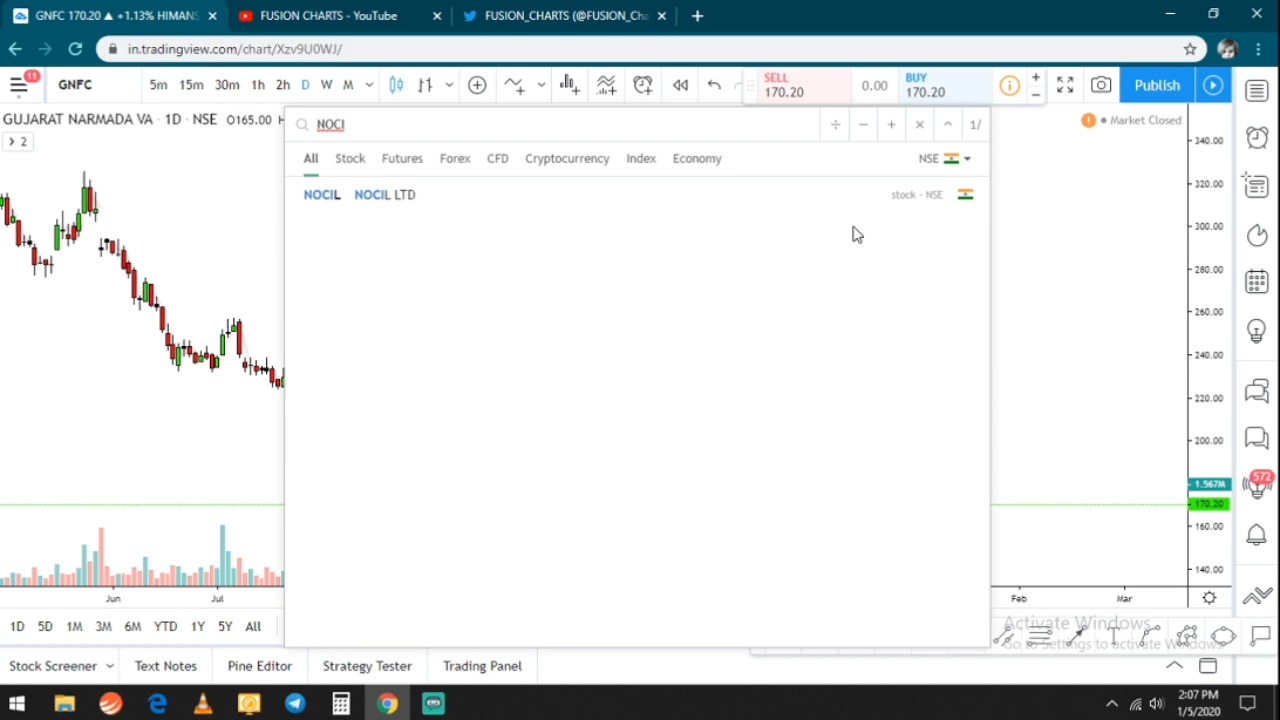 GNFC 170.20 ▲ +1.13% HIMANS
FUSION CHARTS - YouTube
FUSION_CHARTS (@FUSION_Cha
in.tradingview.com/chart/Xzv9U0WJ/
11
GNFC
5m 15m 30m 1h 2h D W M
SELL
170.20
0.00
BUY
170.20
Publish
GUJARAT NARMADA VA · 1D · NSE O165.00
2
NOCI
÷ − + × ^ 1/
Market Closed
All Stock Futures Forex CFD Cryptocurrency Index Economy NSE
NOCIL NOCIL LTD stock - NSE
340.00
320.00
300.00
280.00
260.00
240.00
220.00
200.00
1.567M
170.20
160.00
140.00
572
Jun Jul Feb Mar
1D 5D 1M 3M 6M YTD 1Y 5Y All
Activate Windows
Go to Settings to activate Windows.
Stock Screener Text Notes Pine Editor Strategy Tester Trading Panel
2:07 PM
1/5/2020